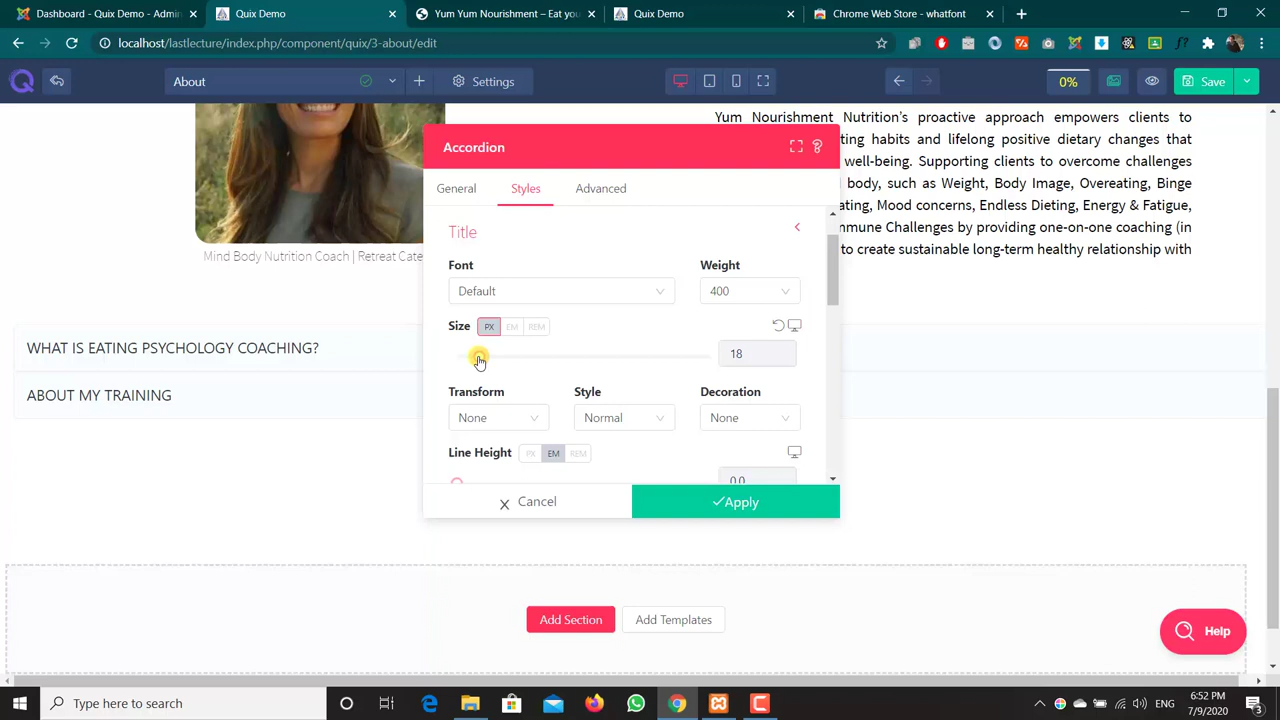 Dashboard - Quix Demo - Admin
Quix Demo
Yum Yum Nourishment – Eat you
Quix Demo
Chrome Web Store - whatfont
localhost/lastlecture/index.php/component/quix/3-about/edit
About
Settings
0%
Save
Yum Nourishment Nutrition’s proactive approach empowers clients to
ting habits and lifelong positive dietary changes that
well-being. Supporting clients to overcome challenges
body, such as Weight, Body Image, Overeating, Binge
ating, Mood concerns, Endless Dieting, Energy & Fatigue,
mmune Challenges by providing one-on-one coaching (in
to create sustainable long-term healthy relationship with
Mind Body Nutrition Coach | Retreat Cate
Accordion
General
Styles
Advanced
Title
Font
Weight
Default
400
Size PX EM REM
18
Transform
Style
Decoration
None
Normal
None
Line Height PX EM REM
0.0
X Cancel
Apply
WHAT IS EATING PSYCHOLOGY COACHING?
ABOUT MY TRAINING
Add Section
Add Templates
Help
Type here to search
6:52 PM
7/9/2020
3